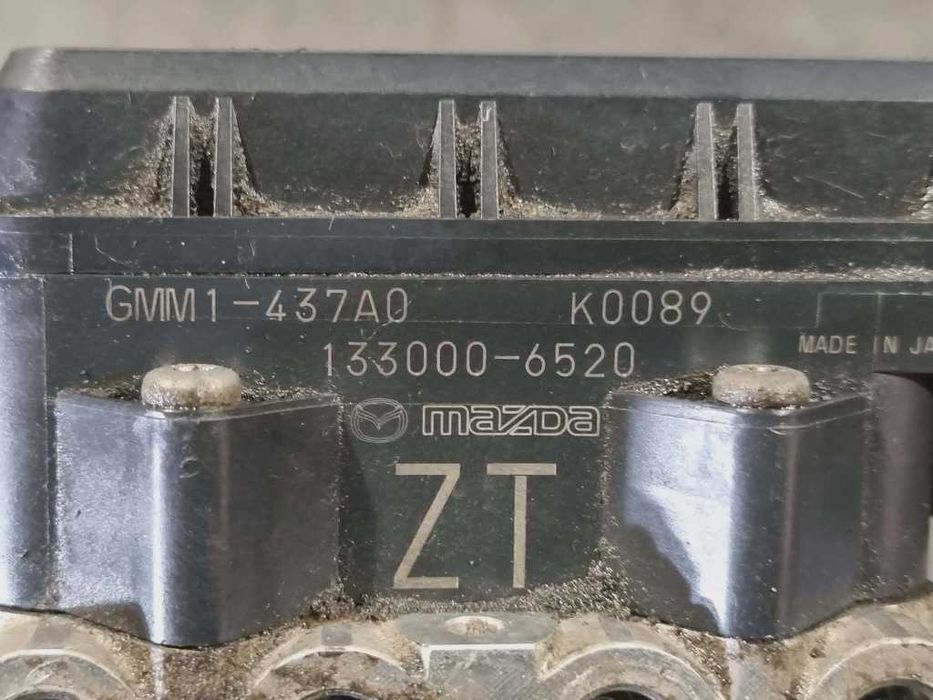 GMM1-437A0 K0089
133000-6520
MADE IN JA
mazda
ZT